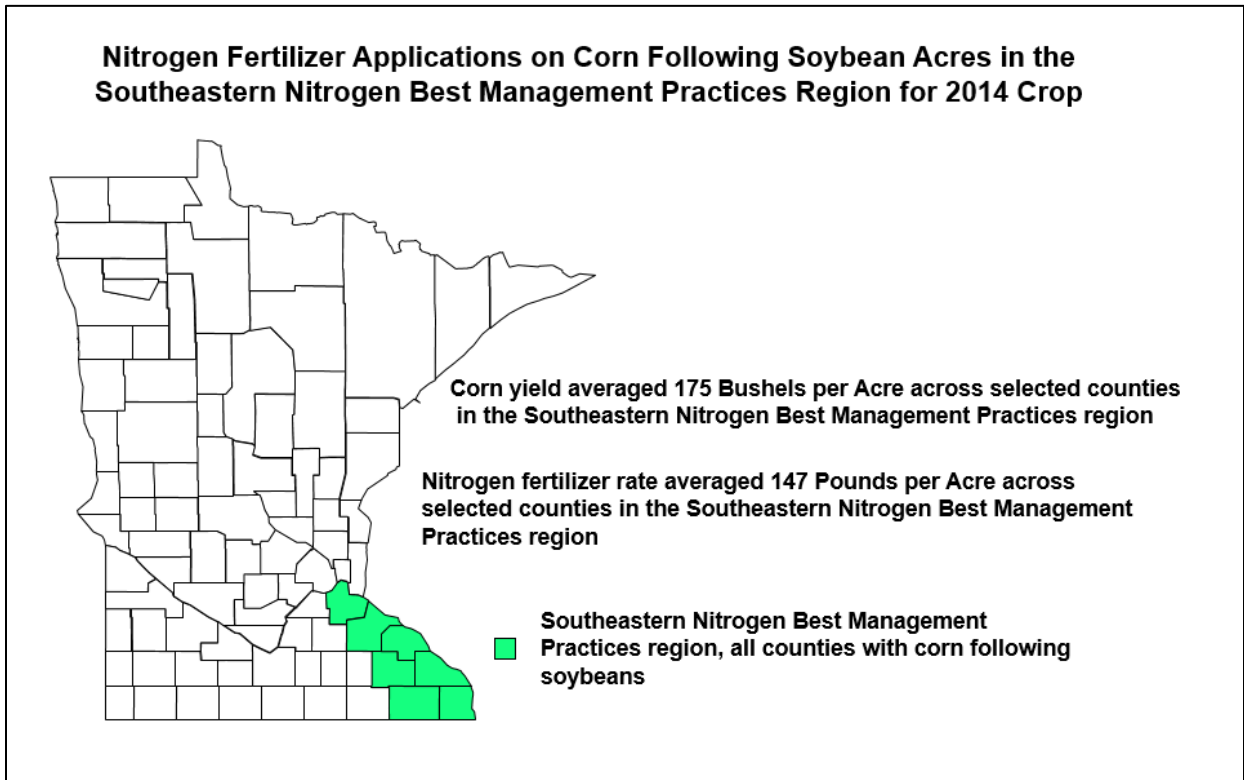 Nitrogen Fertilizer Applications on Corn Following Soybean Acres in the
Southeastern Nitrogen Best Management Practices Region for 2014 Crop
Corn yield averaged 175 Bushels per Acre across selected counties
in the Southeastern Nitrogen Best Management Practices region
Nitrogen fertilizer rate averaged 147 Pounds per Acre across
selected counties in the Southeastern Nitrogen Best Management
Practices region
Southeastern Nitrogen Best Management
Practices region, all counties with corn following
soybeans